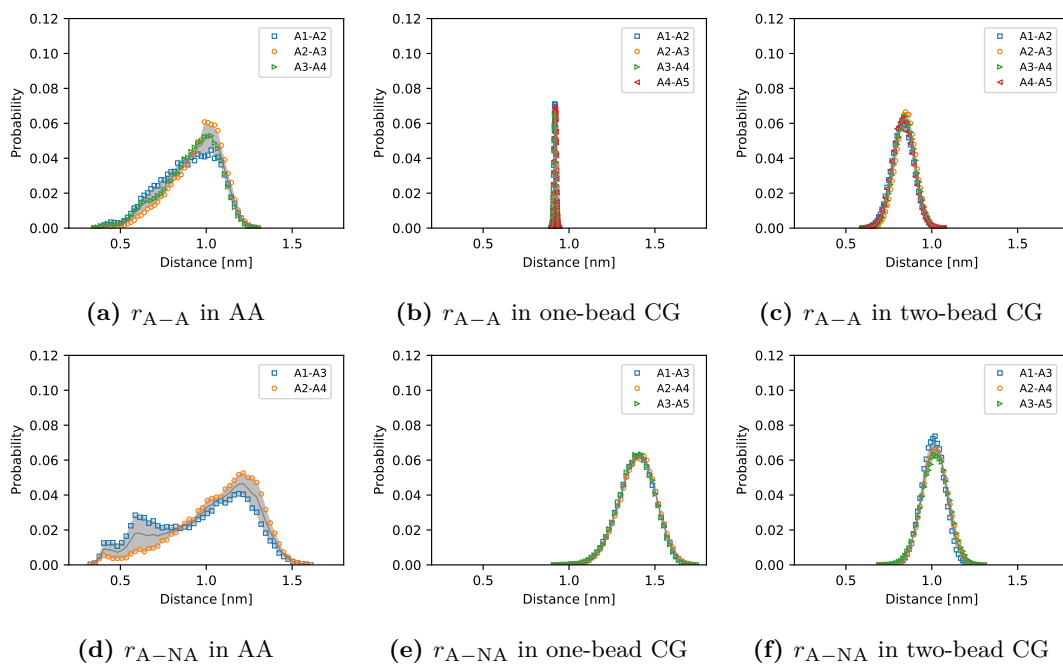 0.12
0.10
0.08
0.06
0.04
0.02
0.00
Probability
0.5
1.0
1.5
Distance [nm]
A1-A2
A2-A3
A3-A4
(a) r_A−A in AA
0.12
0.10
0.08
0.06
0.04
0.02
0.00
Probability
0.5
1.0
1.5
Distance [nm]
A1-A2
A2-A3
A3-A4
A4-A5
(b) r_A−A in one-bead CG
0.12
0.10
0.08
0.06
0.04
0.02
0.00
Probability
0.5
1.0
1.5
Distance [nm]
A1-A2
A2-A3
A3-A4
A4-A5
(c) r_A−A in two-bead CG
0.12
0.10
0.08
0.06
0.04
0.02
0.00
Probability
0.5
1.0
1.5
Distance [nm]
A1-A3
A2-A4
(d) r_A−NA in AA
0.12
0.10
0.08
0.06
0.04
0.02
0.00
Probability
0.5
1.0
1.5
Distance [nm]
A1-A3
A2-A4
A3-A5
(e) r_A−NA in one-bead CG
0.12
0.10
0.08
0.06
0.04
0.02
0.00
Probability
0.5
1.0
1.5
Distance [nm]
A1-A3
A2-A4
A3-A5
(f) r_A−NA in two-bead CG